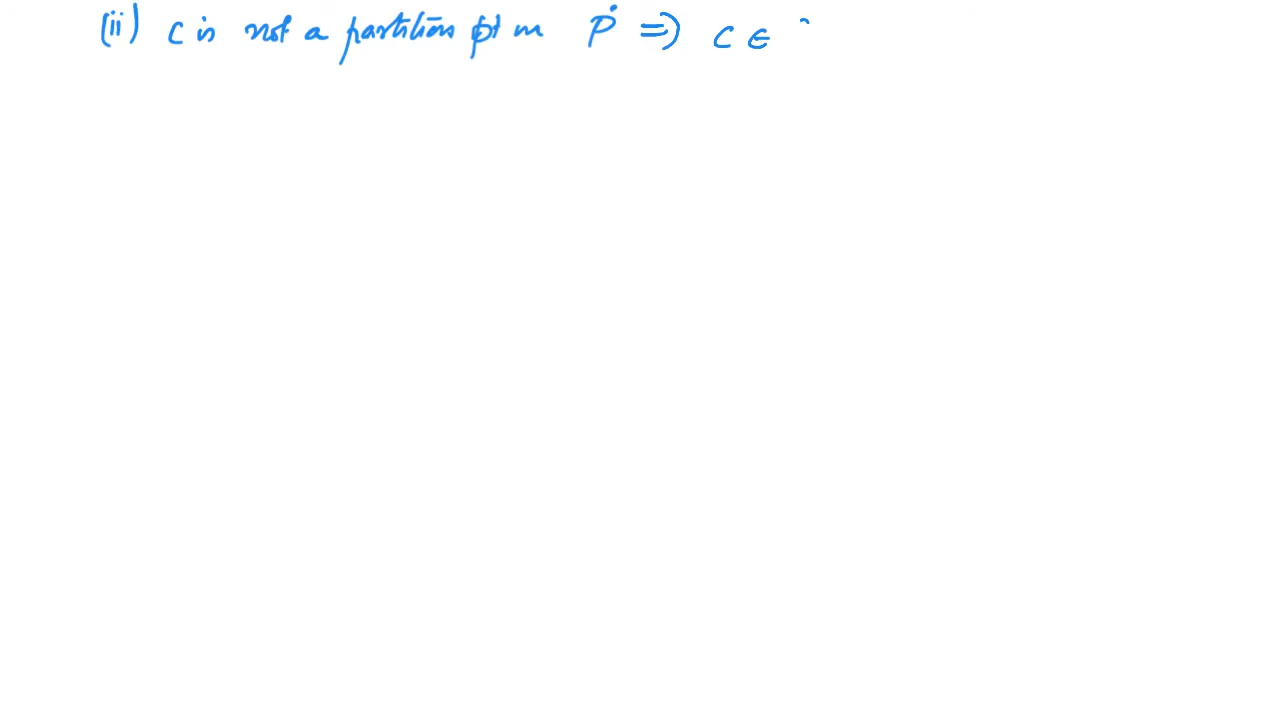 (ii) c is not a partition pt in Ṗ ⇒ c ∈